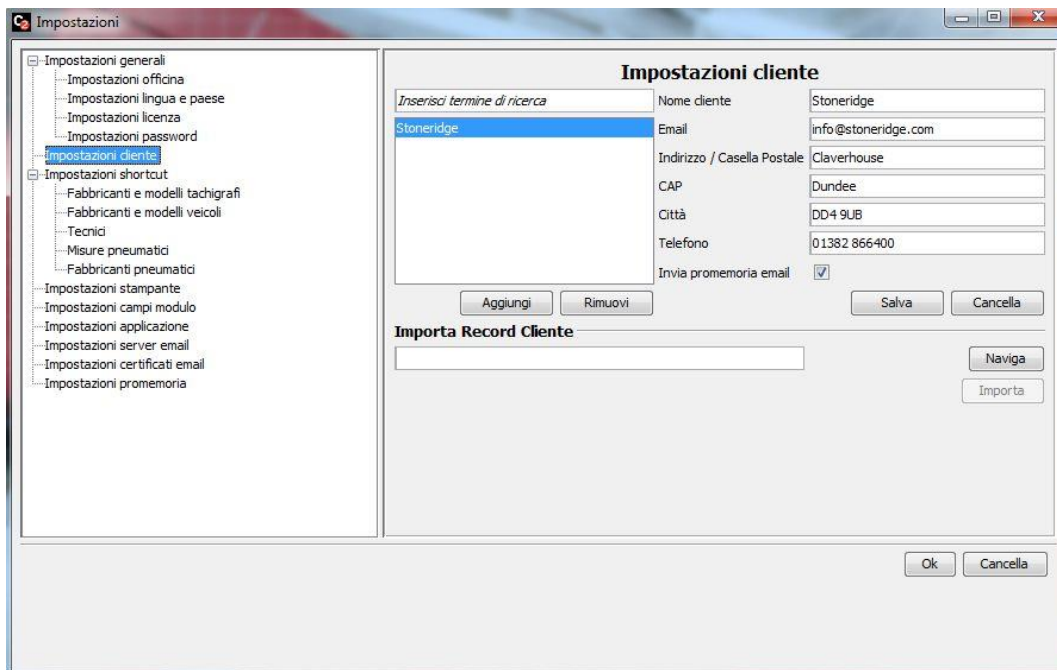 C2 Impostazioni
Impostazioni generali
Impostazioni officina
Impostazioni lingua e paese
Impostazioni licenza
Impostazioni password
Impostazioni cliente
Impostazioni shortcut
Fabbricanti e modelli tachigrafi
Fabbricanti e modelli veicoli
Tecnici
Misure pneumatici
Fabbricanti pneumatici
Impostazioni stampante
Impostazioni campi modulo
Impostazioni applicazione
Impostazioni server email
Impostazioni certificati email
Impostazioni promemoria
Impostazioni cliente
Inserisci termine di ricerca
Stoneridge
Nome cliente Stoneridge
Email info@stoneridge.com
Indirizzo / Casella Postale Claverhouse
CAP Dundee
Città DD4 9UB
Telefono 01382 866400
Invia promemoria email
Aggiungi Rimuovi Salva Cancella
Importa Record Cliente
Naviga
Importa
Ok Cancella